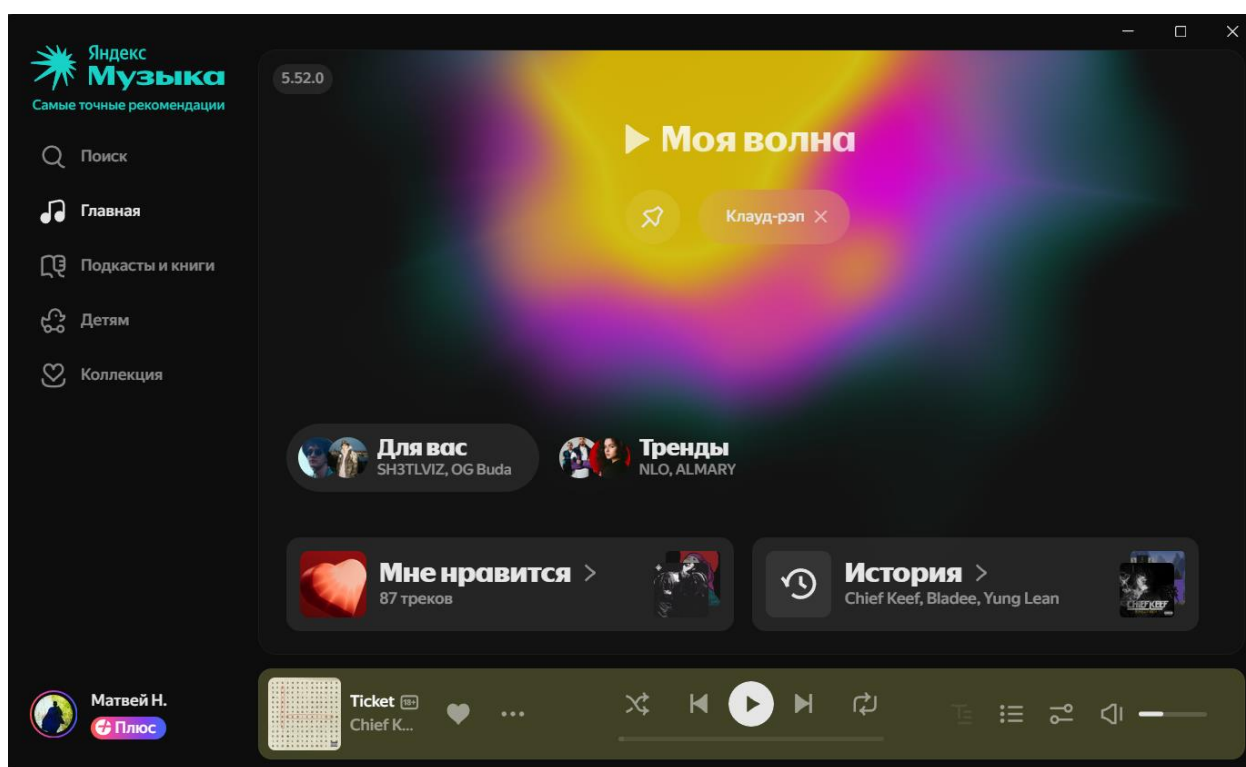 Яндекс
Музыка
Самые точные рекомендации
Поиск
Главная
Подкасты и книги
Детям
Коллекция
Матвей Н.
Плюс
5.52.0
Моя волна
Клауд-рэп
Для вас
SH3TLVIZ, OG Buda
Тренды
NLO, ALMARY
Мне нравится
87 треков
История
Chief Keef, Bladee, Yung Lean
CHIEF KEEF
Ticket 18+
Chief K...